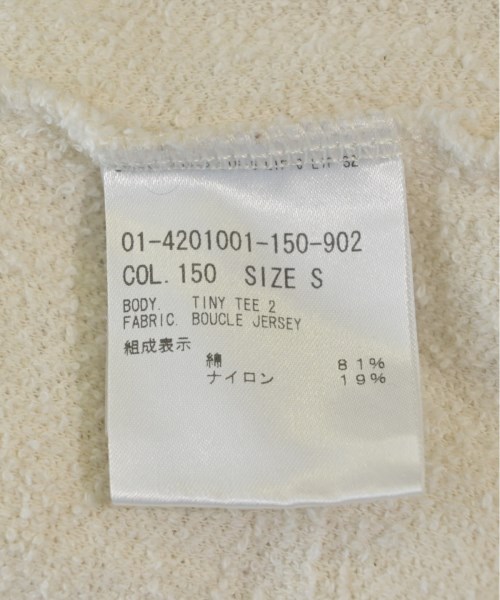 01-4201001-150-902
COL. 150 SIZE S
BODY. TINY TEE 2
FABRIC. BOUCLE JERSEY
組成表示
綿 81%
ナイロン 19%